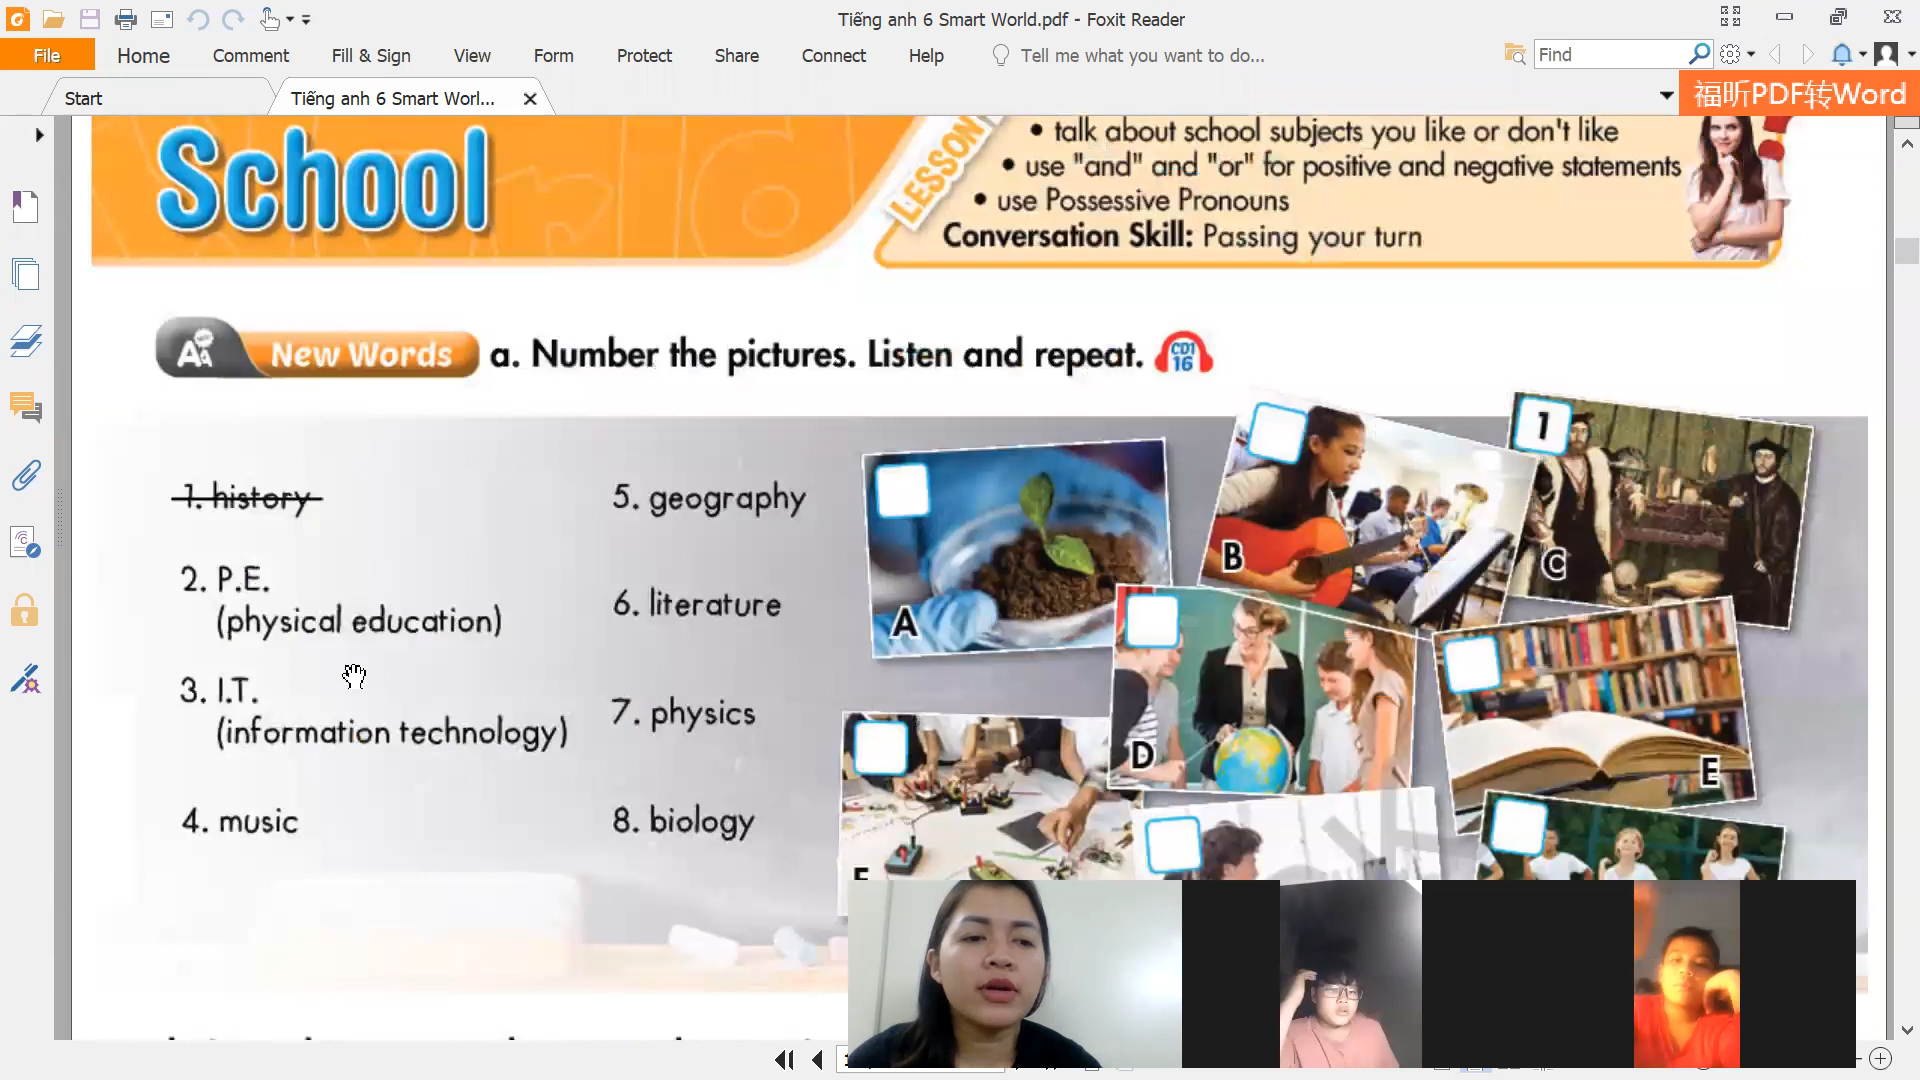 Tiếng anh 6 Smart World.pdf - Foxit Reader
File Home Comment Fill & Sign View Form Protect Share Connect Help Tell me what you want to do... Find
Start Tiếng anh 6 Smart Worl... 福昕PDF转Word
School
LESSON
• talk about school subjects you like or don't like
• use "and" and "or" for positive and negative statements
• use Possessive Pronouns
Conversation Skill: Passing your turn
New Words a. Number the pictures. Listen and repeat. CD1 16
1. history
2. P.E.
(physical education)
3. I.T.
(information technology)
4. music
5. geography
6. literature
7. physics
8. biology
A
B
1
C
D
E